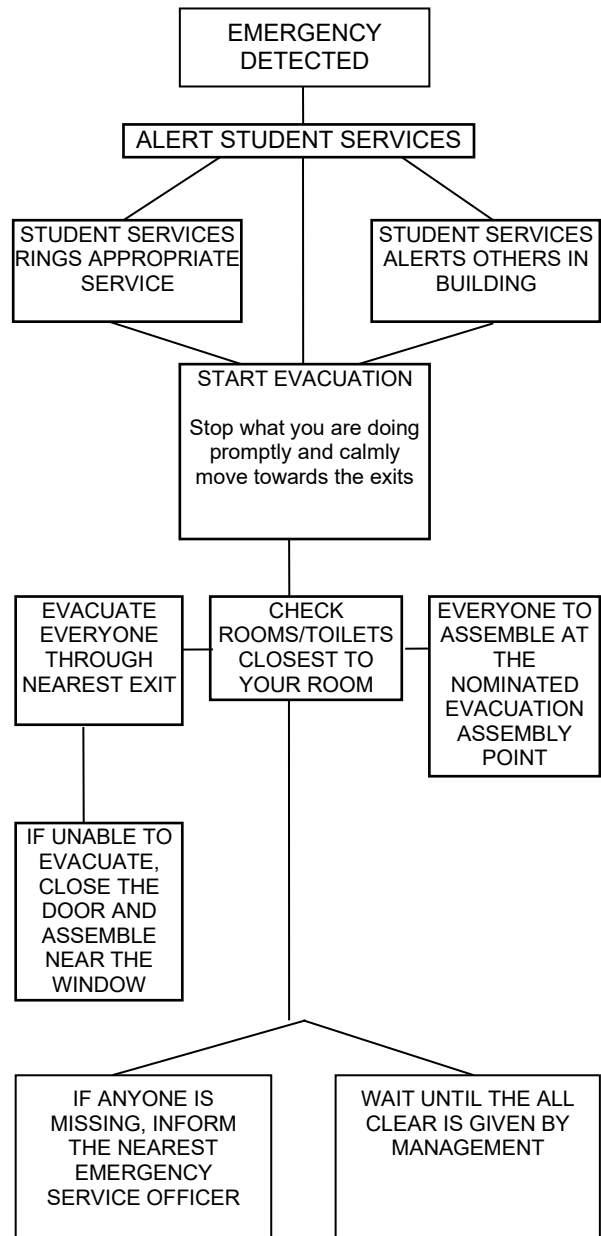 EMERGENCY
DETECTED
ALERT STUDENT SERVICES
STUDENT SERVICES
RINGS APPROPRIATE
SERVICE
STUDENT SERVICES
ALERTS OTHERS IN
BUILDING
START EVACUATION
Stop what you are doing
promptly and calmly
move towards the exits
EVACUATE
EVERYONE
THROUGH
NEAREST EXIT
CHECK
ROOMS/TOILETS
CLOSEST TO
YOUR ROOM
EVERYONE TO
ASSEMBLE AT
THE
NOMINATED
EVACUATION
ASSEMBLY
POINT
IF UNABLE TO
EVACUATE,
CLOSE THE
DOOR AND
ASSEMBLE
NEAR THE
WINDOW
IF ANYONE IS
MISSING, INFORM
THE NEAREST
EMERGENCY
SERVICE OFFICER
WAIT UNTIL THE ALL
CLEAR IS GIVEN BY
MANAGEMENT